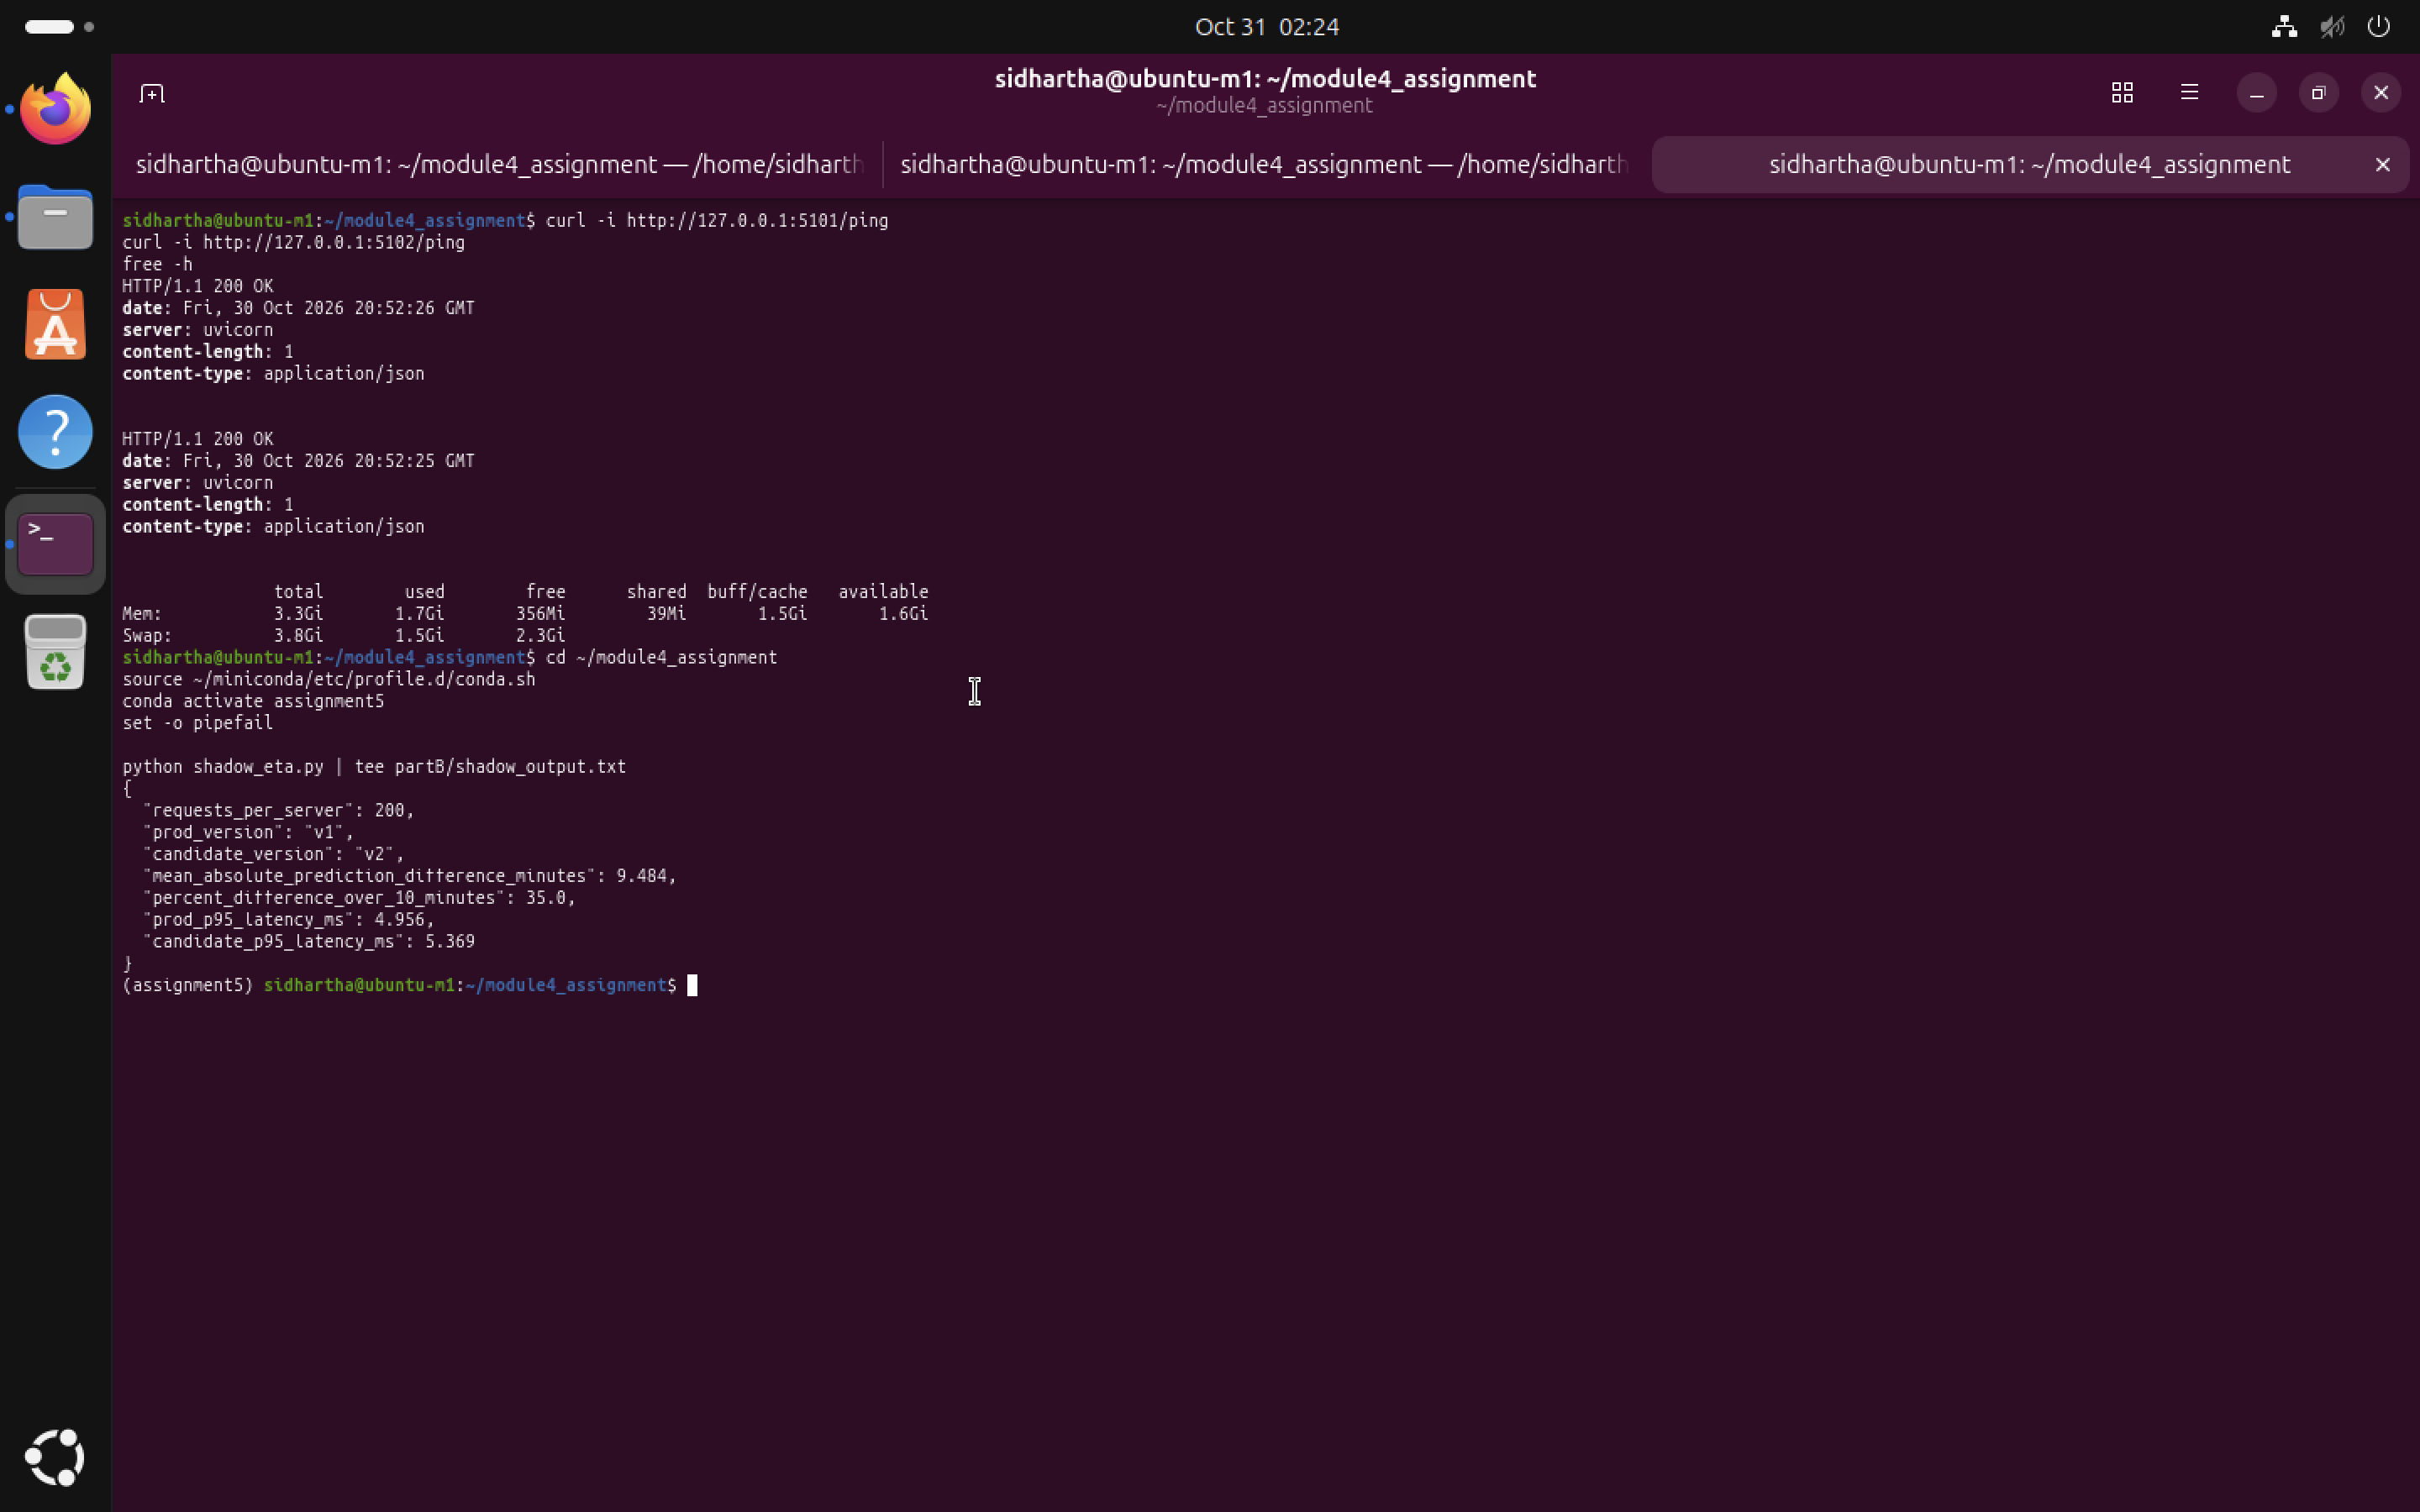 Oct 31 02:24
sidhartha@ubuntu-m1: ~/module4_assignment
~/module4_assignment
sidhartha@ubuntu-m1: ~/module4_assignment — /home/sidharth
sidhartha@ubuntu-m1: ~/module4_assignment — /home/sidharth
sidhartha@ubuntu-m1: ~/module4_assignment
sidhartha@ubuntu-m1:~/module4_assignment$ curl -i http://127.0.0.1:5101/ping
curl -i http://127.0.0.1:5102/ping
free -h
HTTP/1.1 200 OK
date: Fri, 30 Oct 2026 20:52:26 GMT
server: uvicorn
content-length: 1
content-type: application/json
HTTP/1.1 200 OK
date: Fri, 30 Oct 2026 20:52:25 GMT
server: uvicorn
content-length: 1
content-type: application/json
total used free shared buff/cache available
Mem: 3.3Gi 1.7Gi 356Mi 39Mi 1.5Gi 1.6Gi
Swap: 3.8Gi 1.5Gi 2.3Gi
sidhartha@ubuntu-m1:~/module4_assignment$ cd ~/module4_assignment
source ~/miniconda/etc/profile.d/conda.sh
conda activate assignment5
set -o pipefail
python shadow_eta.py | tee partB/shadow_output.txt
{
"requests_per_server": 200,
"prod_version": "v1",
"candidate_version": "v2",
"mean_absolute_prediction_difference_minutes": 9.484,
"percent_difference_over_10_minutes": 35.0,
"prod_p95_latency_ms": 4.956,
"candidate_p95_latency_ms": 5.369
}
(assignment5) sidhartha@ubuntu-m1:~/module4_assignment$